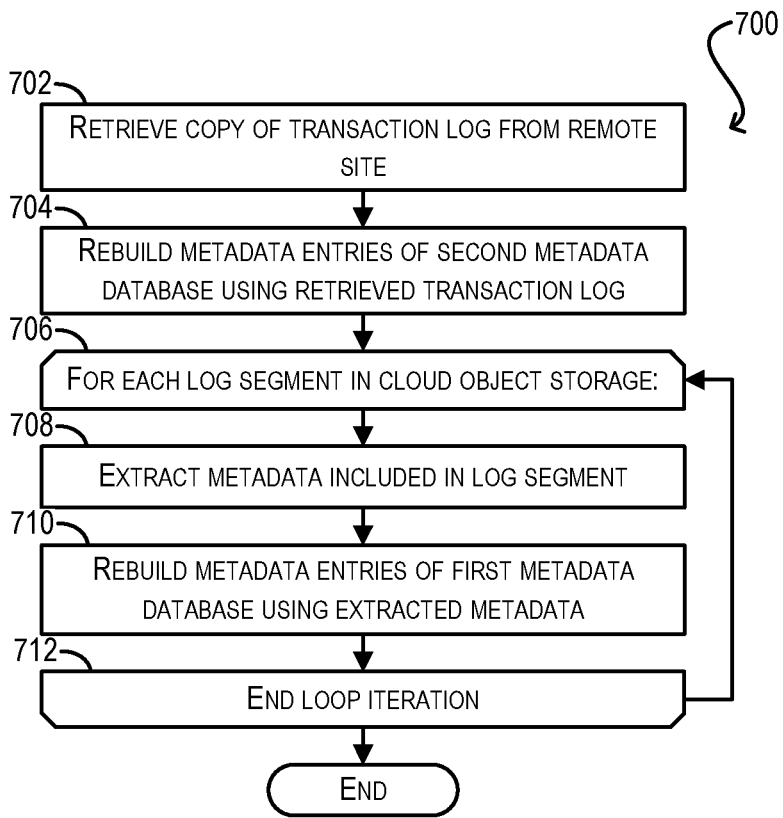 700
702
RETRIEVE COPY OF TRANSACTION LOG FROM REMOTE
SITE
704
REBUILD METADATA ENTRIES OF SECOND METADATA
DATABASE USING RETRIEVED TRANSACTION LOG
706
FOR EACH LOG SEGMENT IN CLOUD OBJECT STORAGE:
708
EXTRACT METADATA INCLUDED IN LOG SEGMENT
710
REBUILD METADATA ENTRIES OF FIRST METADATA
DATABASE USING EXTRACTED METADATA
712
END LOOP ITERATION
END